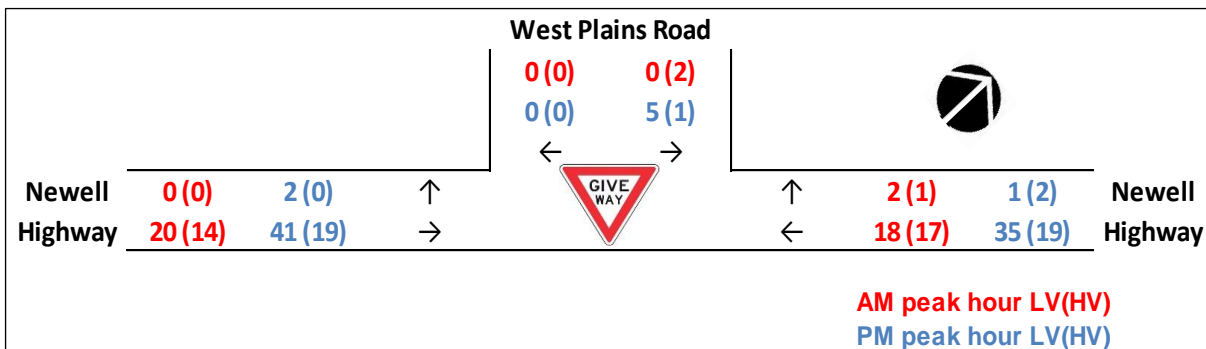 West Plains Road
0 (0) 0 (2)
0 (0) 5 (1)
← →
GIVE
WAY
Newell 0 (0) 2 (0) ↑ ↑ 2 (1) 1 (2) Newell
Highway 20 (14) 41 (19) → ← 18 (17) 35 (19) Highway
AM peak hour LV(HV)
PM peak hour LV(HV)